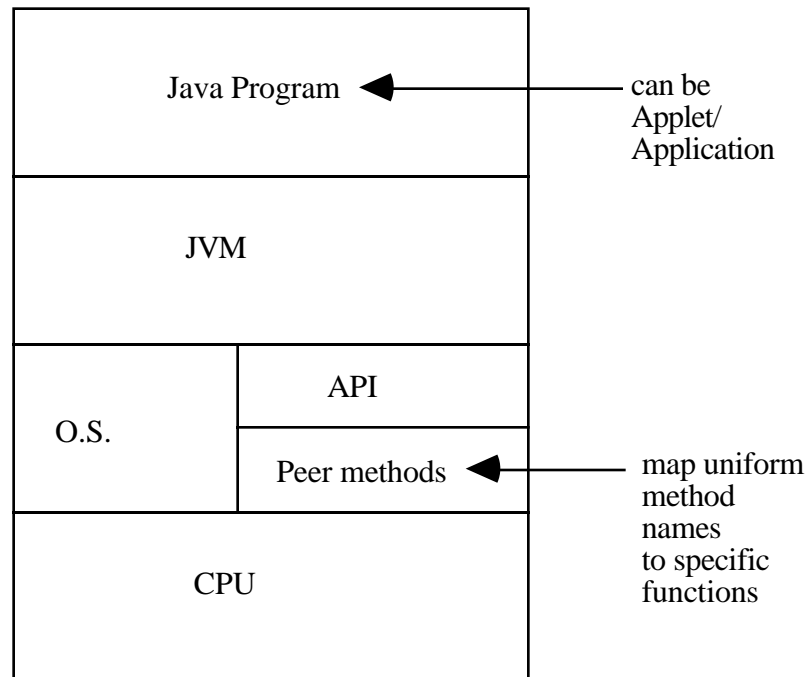 Java Program
can be
Applet/
Application
JVM
API
O.S.
Peer methods
map uniform
method
names
to specific
functions
CPU